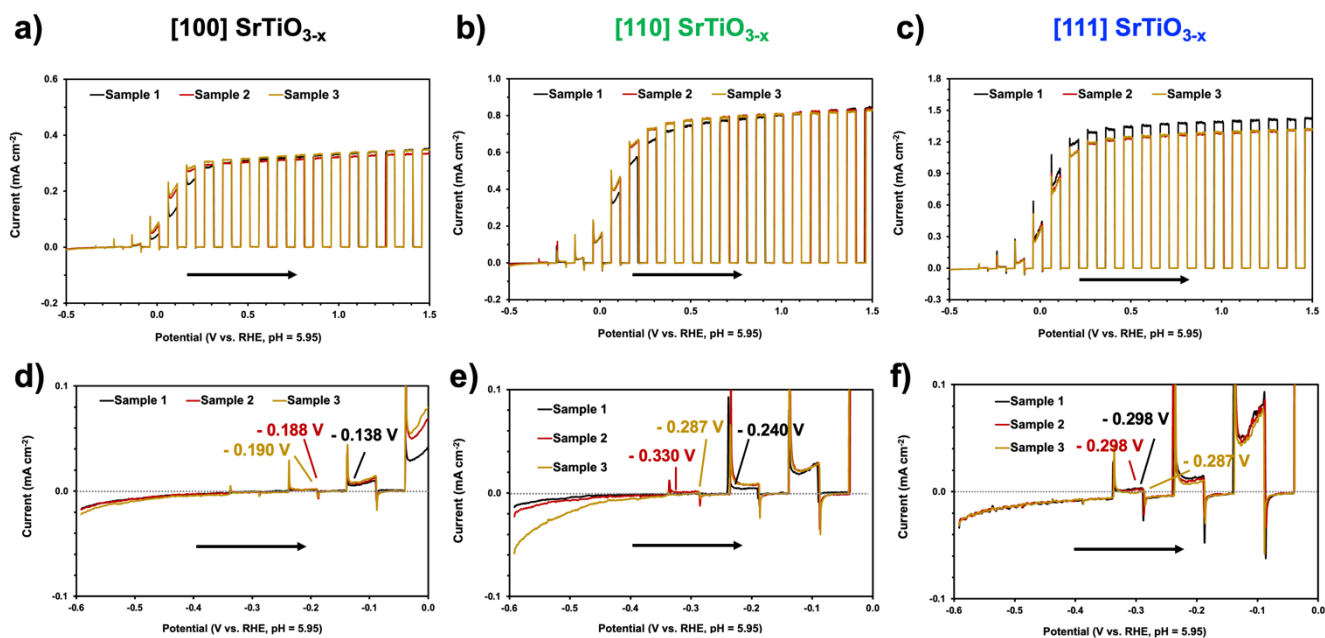 a) [100] SrTiO3-x
b) [110] SrTiO3-x
c) [111] SrTiO3-x
Sample 1 Sample 2 Sample 3
0.6
0.4
0.2
0.0
-0.2
Current (mA cm-2)
-0.5 0.0 0.5 1.0 1.5
Potential (V vs. RHE, pH = 5.95)
Sample 1 Sample 2 Sample 3
1.0
0.8
0.6
0.4
0.2
0.0
-0.2
Current (mA cm-2)
-0.5 0.0 0.5 1.0 1.5
Potential (V vs. RHE, pH = 5.95)
Sample 1 Sample 2 Sample 3
1.8
1.5
1.2
0.9
0.6
0.3
0.0
-0.3
Current (mA cm-2)
-0.5 0.0 0.5 1.0 1.5
Potential (V vs. RHE, pH = 5.95)
d)
Sample 1 Sample 2 Sample 3
- 0.188 V
- 0.138 V
- 0.190 V
0.1
0.0
-0.1
Current (mA cm-2)
-0.6 -0.5 -0.4 -0.3 -0.2 -0.1 0.0
Potential (V vs. RHE, pH = 5.95)
e)
Sample 1
Sample 2
Sample 3
- 0.287 V
- 0.240 V
- 0.330 V
0.1
0.0
-0.1
Current (mA cm-2)
-0.6 -0.5 -0.4 -0.3 -0.2 -0.1 0.0
Potential (V vs. RHE, pH = 5.95)
f)
Sample 1
Sample 2
Sample 3
- 0.298 V
- 0.298 V
- 0.287 V
0.1
0.0
-0.1
Current (mA cm-2)
-0.6 -0.5 -0.4 -0.3 -0.2 -0.1 0.0
Potential (V vs. RHE, pH = 5.95)